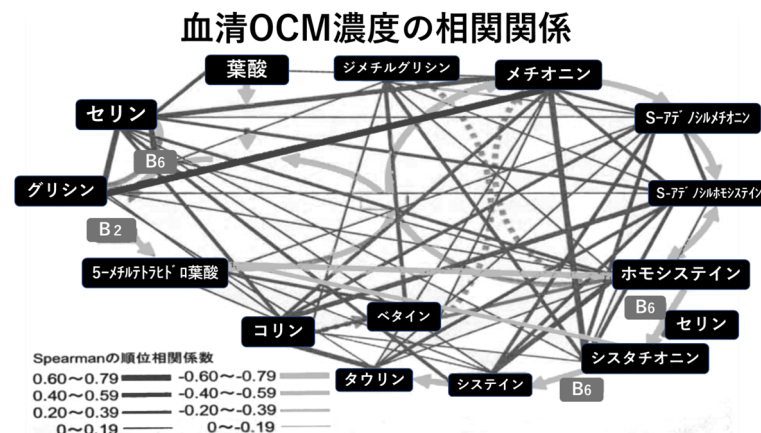 血清OCM濃度の相関関係
葉酸
ジメチルグリシン
メチオニン
セリン
S-ｱﾃﾞﾉｼﾙﾒﾁｵﾆﾝ
B6
グリシン
S-ｱﾃﾞﾉｼﾙﾎﾓｼｽﾃｲﾝ
B2
5-ﾒﾁﾙﾃﾄﾗﾋﾄﾞﾛ葉酸
ホモシステイン
B6
コリン
ベタイン
セリン
シスタチオニン
Spearmanの順位相関係数
0.60～0.79 -0.60～-0.79
0.40～0.59 -0.40～-0.59
0.20～0.39 -0.20～-0.39
0～0.19 0～-0.19
タウリン
システイン
B6